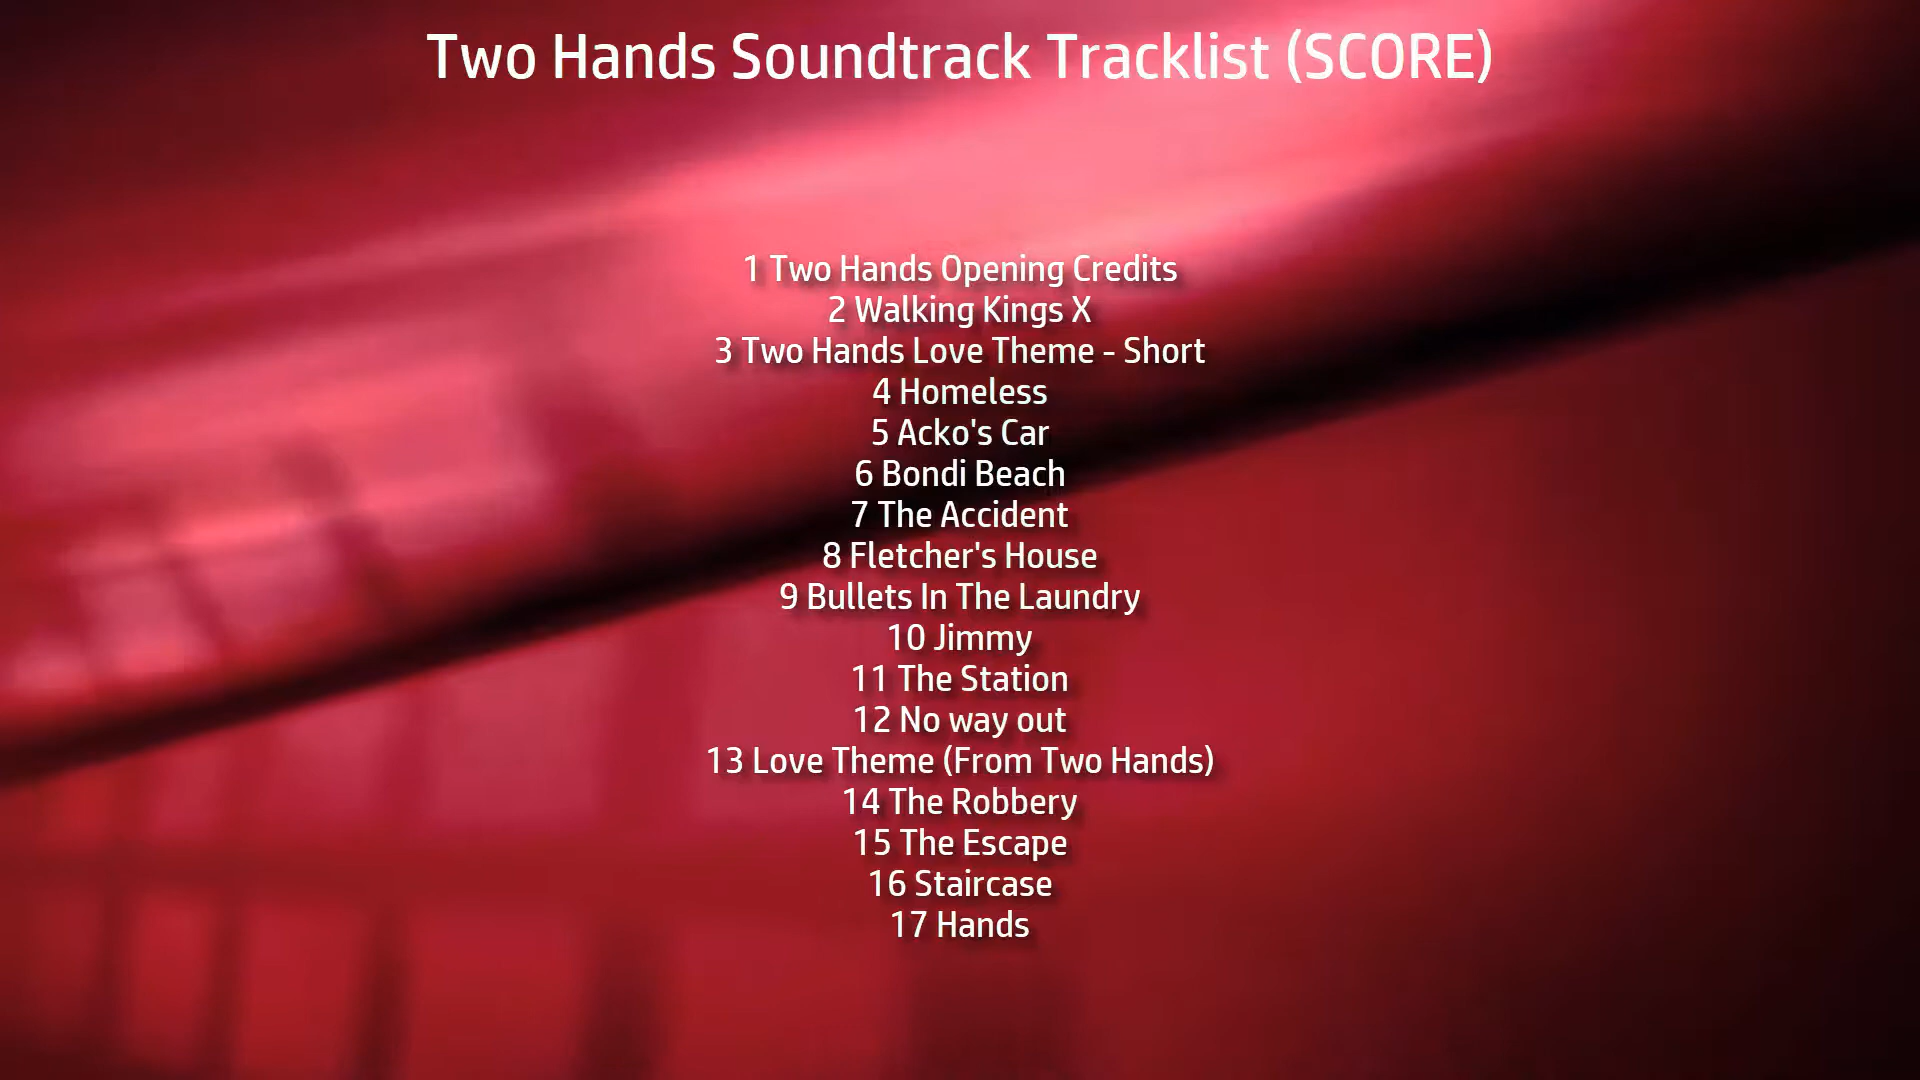 Two Hands Soundtrack Tracklist (SCORE)
1 Two Hands Opening Credits
2 Walking Kings X
3 Two Hands Love Theme - Short
4 Homeless
5 Acko's Car
6 Bondi Beach
7 The Accident
8 Fletcher's House
9 Bullets In The Laundry
10 Jimmy
11 The Station
12 No way out
13 Love Theme (From Two Hands)
14 The Robbery
15 The Escape
16 Staircase
17 Hands